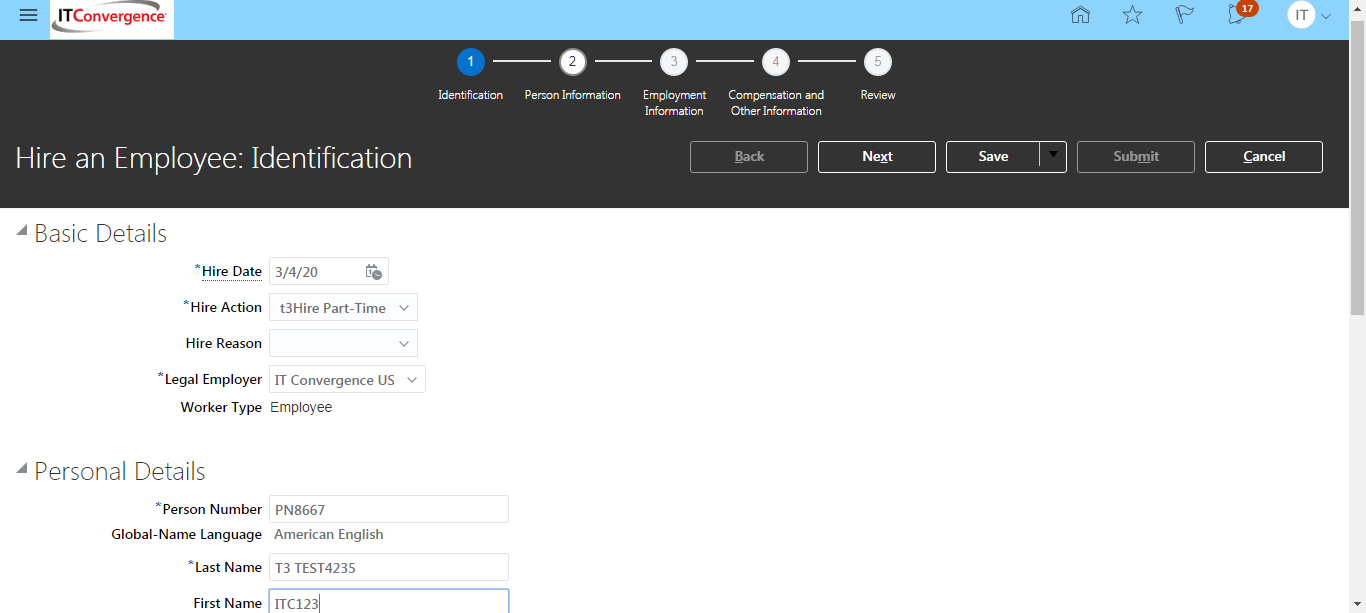 ITConvergence
17
IT
1
2
3
4
5
Identification
Person Information
Employment
Information
Compensation and
Other Information
Review
Hire an Employee: Identification
Back
Next
Save
Submit
Cancel
Basic Details
*Hire Date
3/4/20
*Hire Action
t3Hire Part-Time
Hire Reason
*Legal Employer
IT Convergence US
Worker Type
Employee
Personal Details
*Person Number
PN8667
Global-Name Language
American English
*Last Name
T3 TEST4235
First Name
ITC123